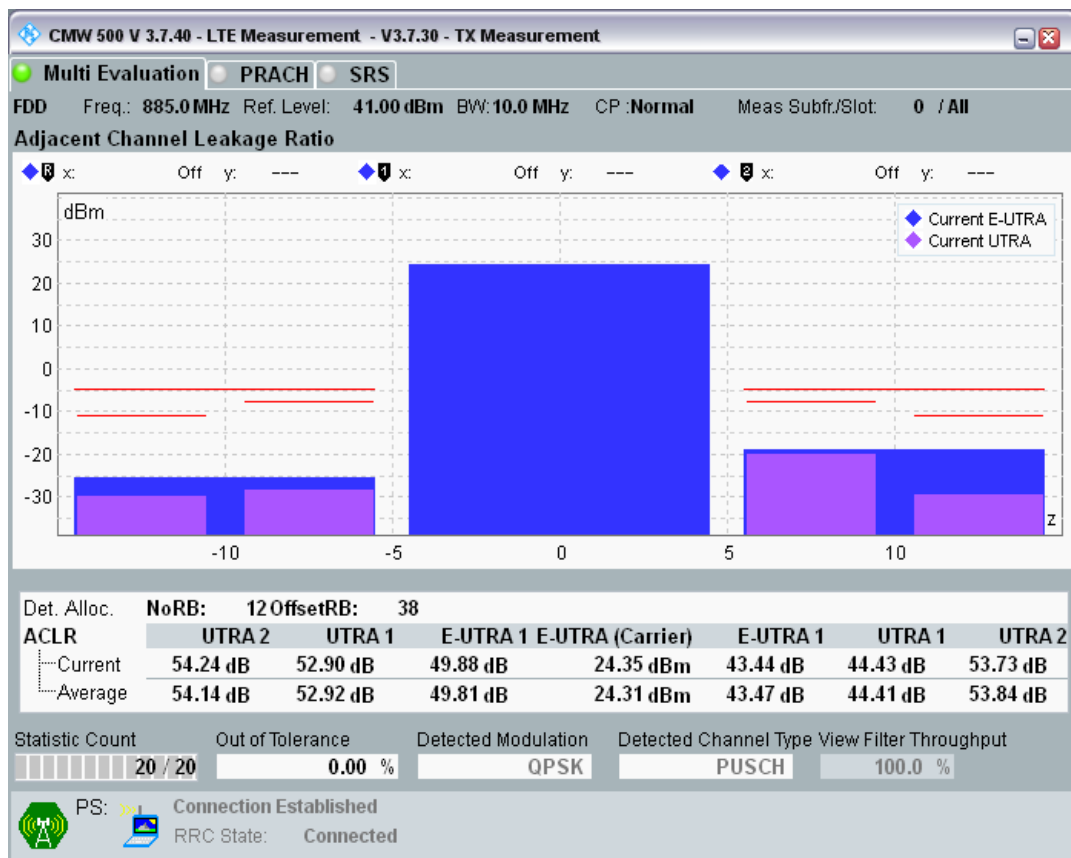 CMW 500 V 3.7.40 - LTE Measurement - V3.7.30 - TX Measurement
Multi Evaluation PRACH SRS
FDD Freq.: 885.0 MHz Ref. Level: 41.00 dBm BW: 10.0 MHz CP :Normal Meas Subfr./Slot: 0 / All
Adjacent Channel Leakage Ratio
R x: Off y: --- 1 x: Off y: --- 2 x: Off y: ---
dBm
Current E-UTRA
Current UTRA
30
20
10
0
-10
-20
-30
z
-10 -5 0 5 10
Det. Alloc. NoRB: 12 OffsetRB: 38
ACLR UTRA 2 UTRA 1 E-UTRA 1 E-UTRA (Carrier) E-UTRA 1 UTRA 1 UTRA 2
Current 54.24 dB 52.90 dB 49.88 dB 24.35 dBm 43.44 dB 44.43 dB 53.73 dB
Average 54.14 dB 52.92 dB 49.81 dB 24.31 dBm 43.47 dB 44.41 dB 53.84 dB
Statistic Count Out of Tolerance Detected Modulation Detected Channel Type View Filter Throughput
20 / 20 0.00 % QPSK PUSCH 100.0 %
PS: Connection Established
RRC State: Connected